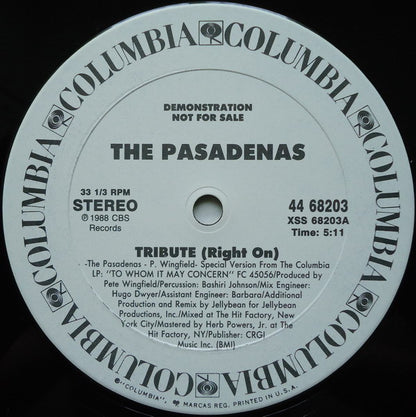 COLUMBIA COLUMBIA COLUMBIA COLUMBIA COLUMBIA COLUMBIA
DEMONSTRATION
NOT FOR SALE
THE PASADENAS
33 1/3 RPM
STEREO
℗ 1988 CBS
Records
44 68203
XSS 68203A
Time: 5:11
TRIBUTE (Right On)
-The Pasadenas - P. Wingfield- Special Version From The Columbia
LP: "TO WHOM IT MAY CONCERN" FC 45056/Produced by
Pete Wingfield/Percussion: Bashiri Johnson/Mix Engineer:
Hugo Dwyer/Assistant Engineer: Barbara/Additional
Production and Remix by Jellybean for Jellybean
Productions, Inc./Mixed at The Hit Factory, New
York City/Mastered by Herb Powers, Jr. at The
Hit Factory, NY/Publisher: CRGI
Music Inc. (BMI)
©"COLUMBIA", MARCAS REG. PRINTED IN U.S.A.